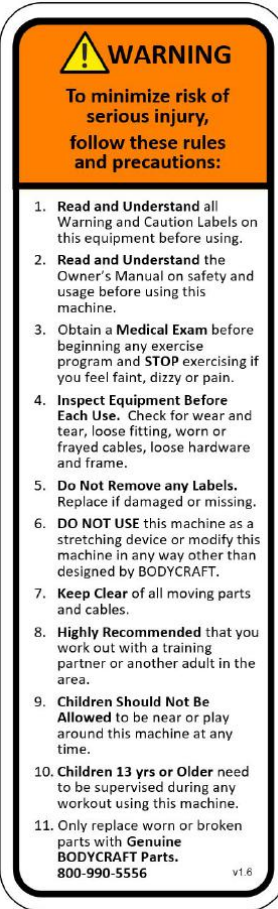 WARNING
To minimize risk of
serious injury,
follow these rules
and precautions:
1. Read and Understand all
Warning and Caution Labels on
this equipment before using.
2. Read and Understand the
Owner's Manual on safety and
usage before using this
machine.
3. Obtain a Medical Exam before
beginning any exercise
program and STOP exercising if
you feel faint, dizzy or pain.
4. Inspect Equipment Before
Each Use. Check for wear and
tear, loose fitting, worn or
frayed cables, loose hardware
and frame.
5. Do Not Remove any Labels.
Replace if damaged or missing.
6. DO NOT USE this machine as a
stretching device or modify this
machine in any way other than
designed by BODYCRAFT.
7. Keep Clear of all moving parts
and cables.
8. Highly Recommended that you
work out with a training
partner or another adult in the
area.
9. Children Should Not Be
Allowed to be near or play
around this machine at any
time.
10. Children 13 yrs or Older need
to be supervised during any
workout using this machine.
11. Only replace worn or broken
parts with Genuine
BODYCRAFT Parts.
800-990-5556 v1.6